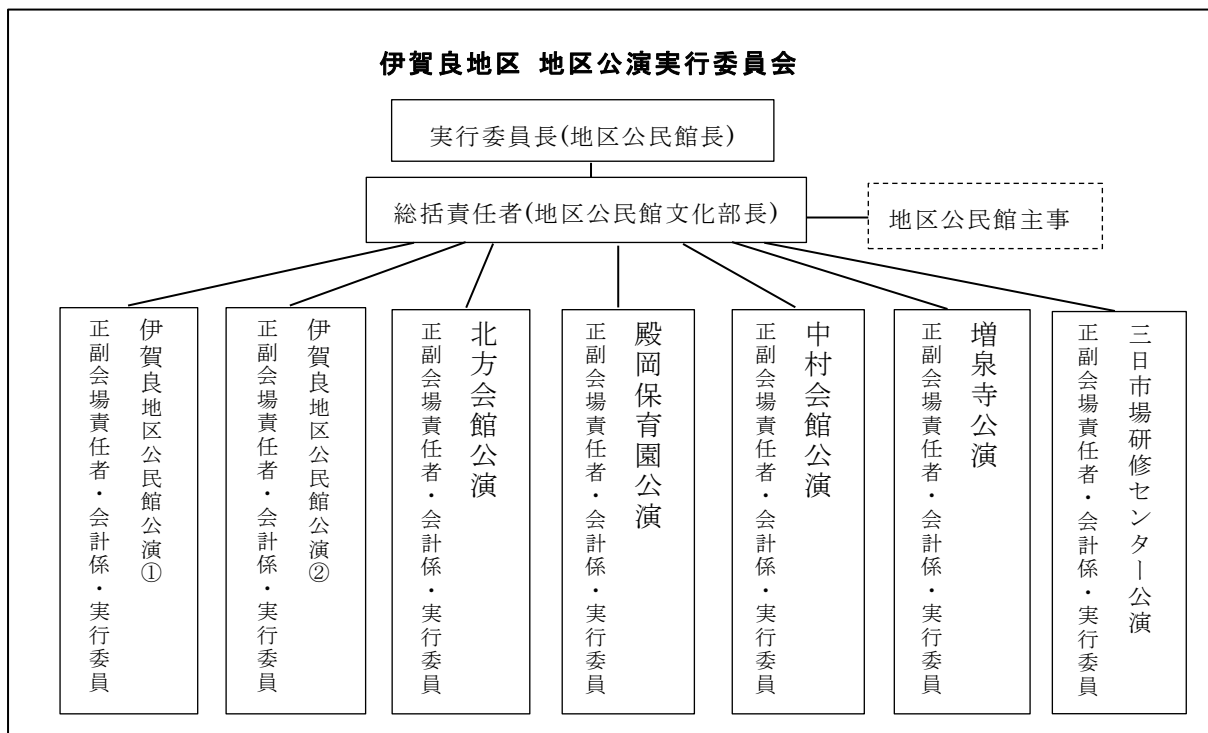 伊賀良地区 地区公演実行委員会
実行委員長(地区公民館長)
総括責任者(地区公民館文化部長)
地区公民館主事
伊賀良地区公民館公演①
正副会場責任者・会計係・実行委員
伊賀良地区公民館公演②
正副会場責任者・会計係・実行委員
北方会館公演
正副会場責任者・会計係・実行委員
殿岡保育園公演
正副会場責任者・会計係・実行委員
中村会館公演
正副会場責任者・会計係・実行委員
増泉寺公演
正副会場責任者・会計係・実行委員
三日市場研修センター公演
正副会場責任者・会計係・実行委員